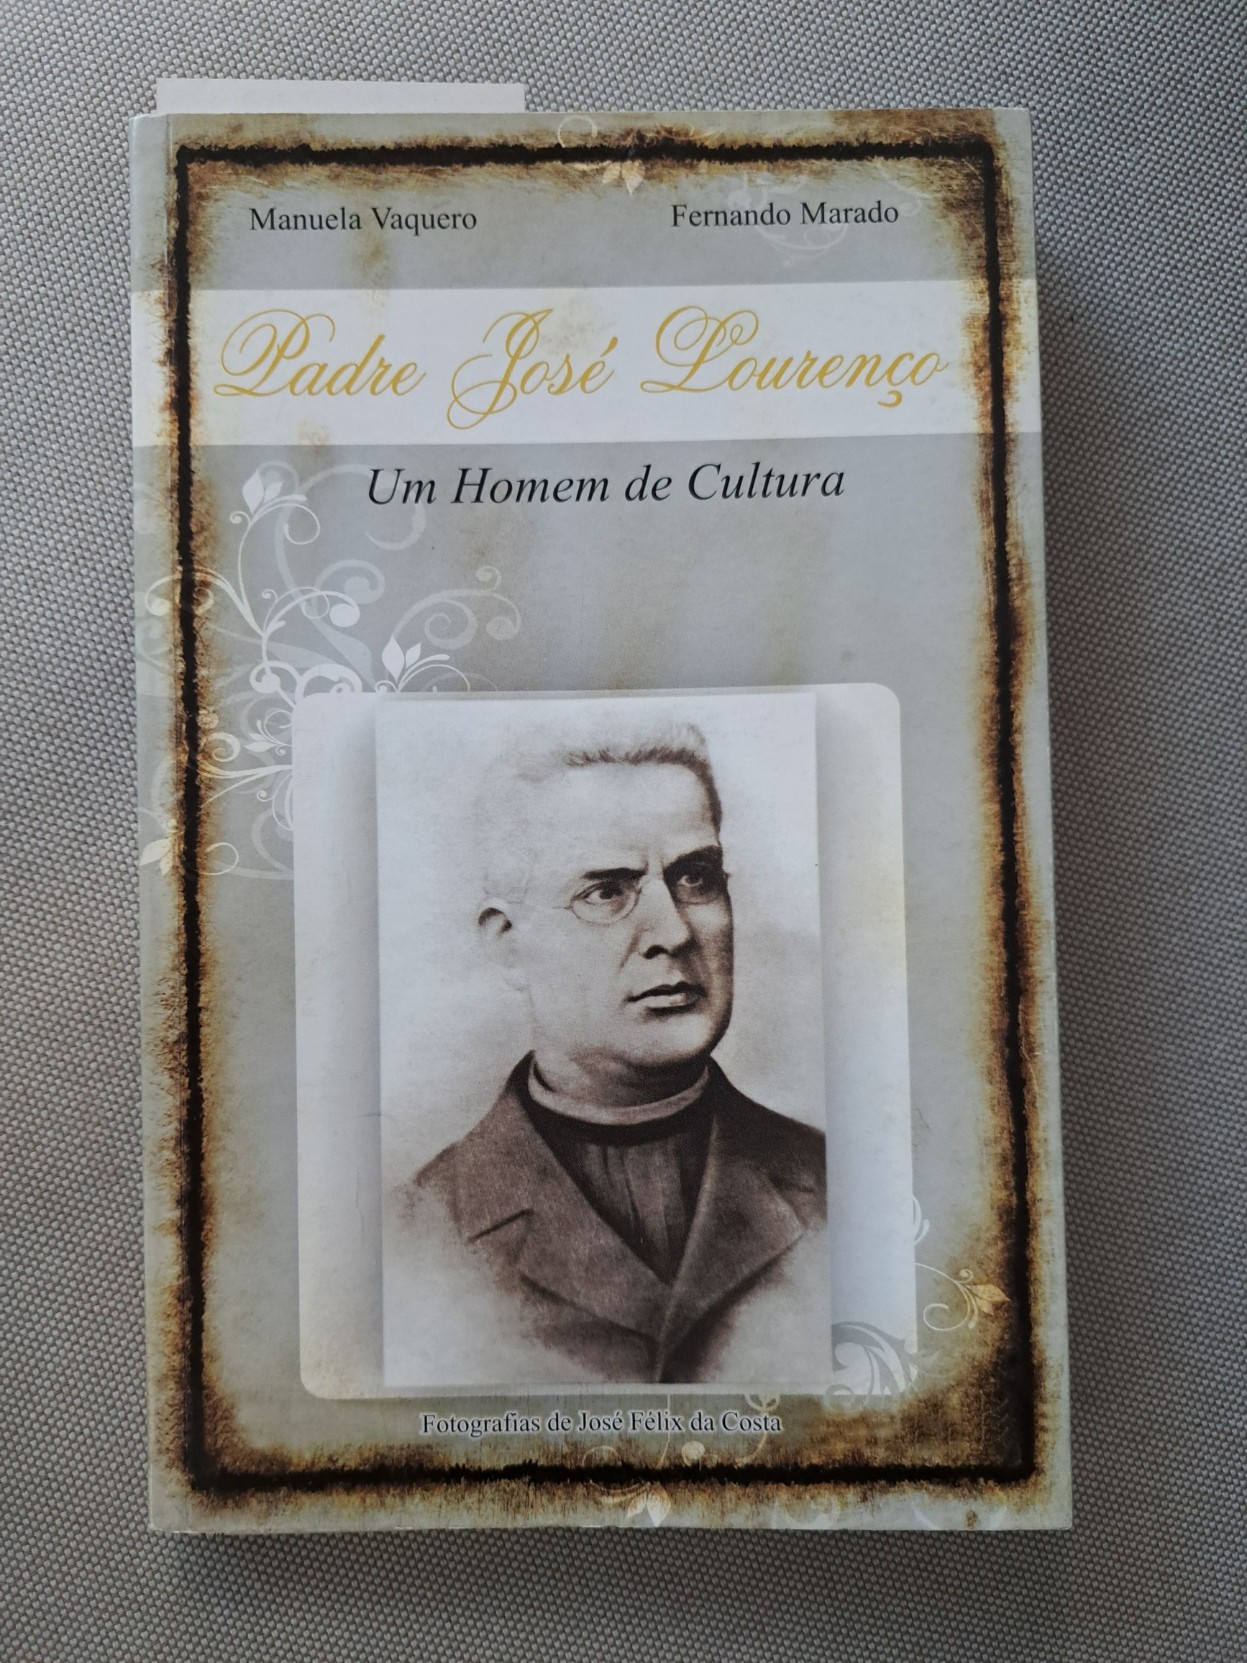 Manuela Vaquero
Fernando Marado
Padre José Lourenço
Um Homem de Cultura
Fotografias de José Félix da Costa